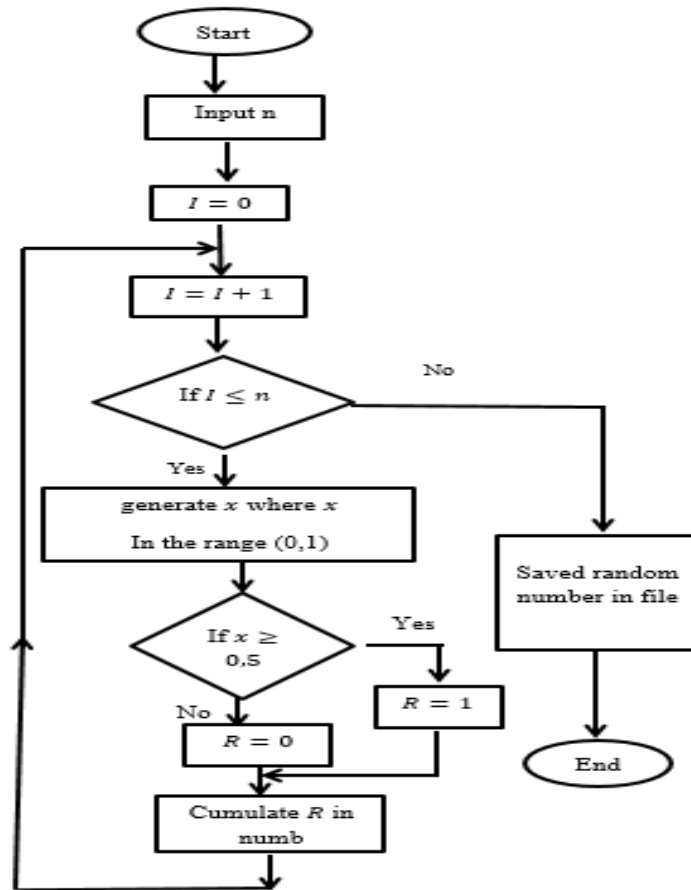 Start
Input n
I = 0
I = I + 1
If I ≤ n
No
Yes
generate x where x
In the range (0,1)
Saved random
number in file
If x ≥
0,5
Yes
No
R = 1
R = 0
End
Cumulate R in
numb